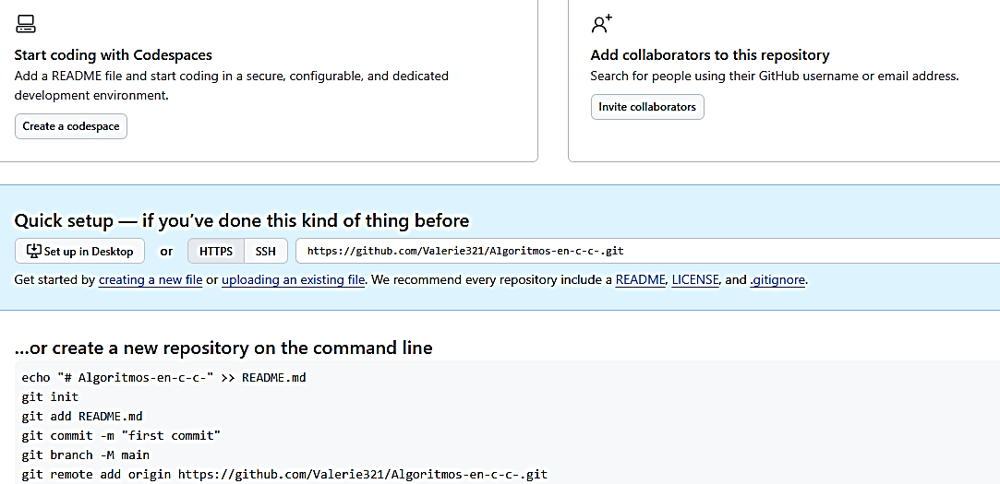 Start coding with Codespaces
Add a README file and start coding in a secure, configurable, and dedicated
development environment.
Create a codespace
Add collaborators to this repository
Search for people using their GitHub username or email address.
Invite collaborators
Quick setup — if you’ve done this kind of thing before
Set up in Desktop or HTTPS SSH https://github.com/Valerie321/Algoritmos-en-c-c-.git
Get started by creating a new file or uploading an existing file. We recommend every repository include a README, LICENSE, and .gitignore.
…or create a new repository on the command line
echo "# Algoritmos-en-c-c-" >> README.md
git init
git add README.md
git commit -m "first commit"
git branch -M main
git remote add origin https://github.com/Valerie321/Algoritmos-en-c-c-.git